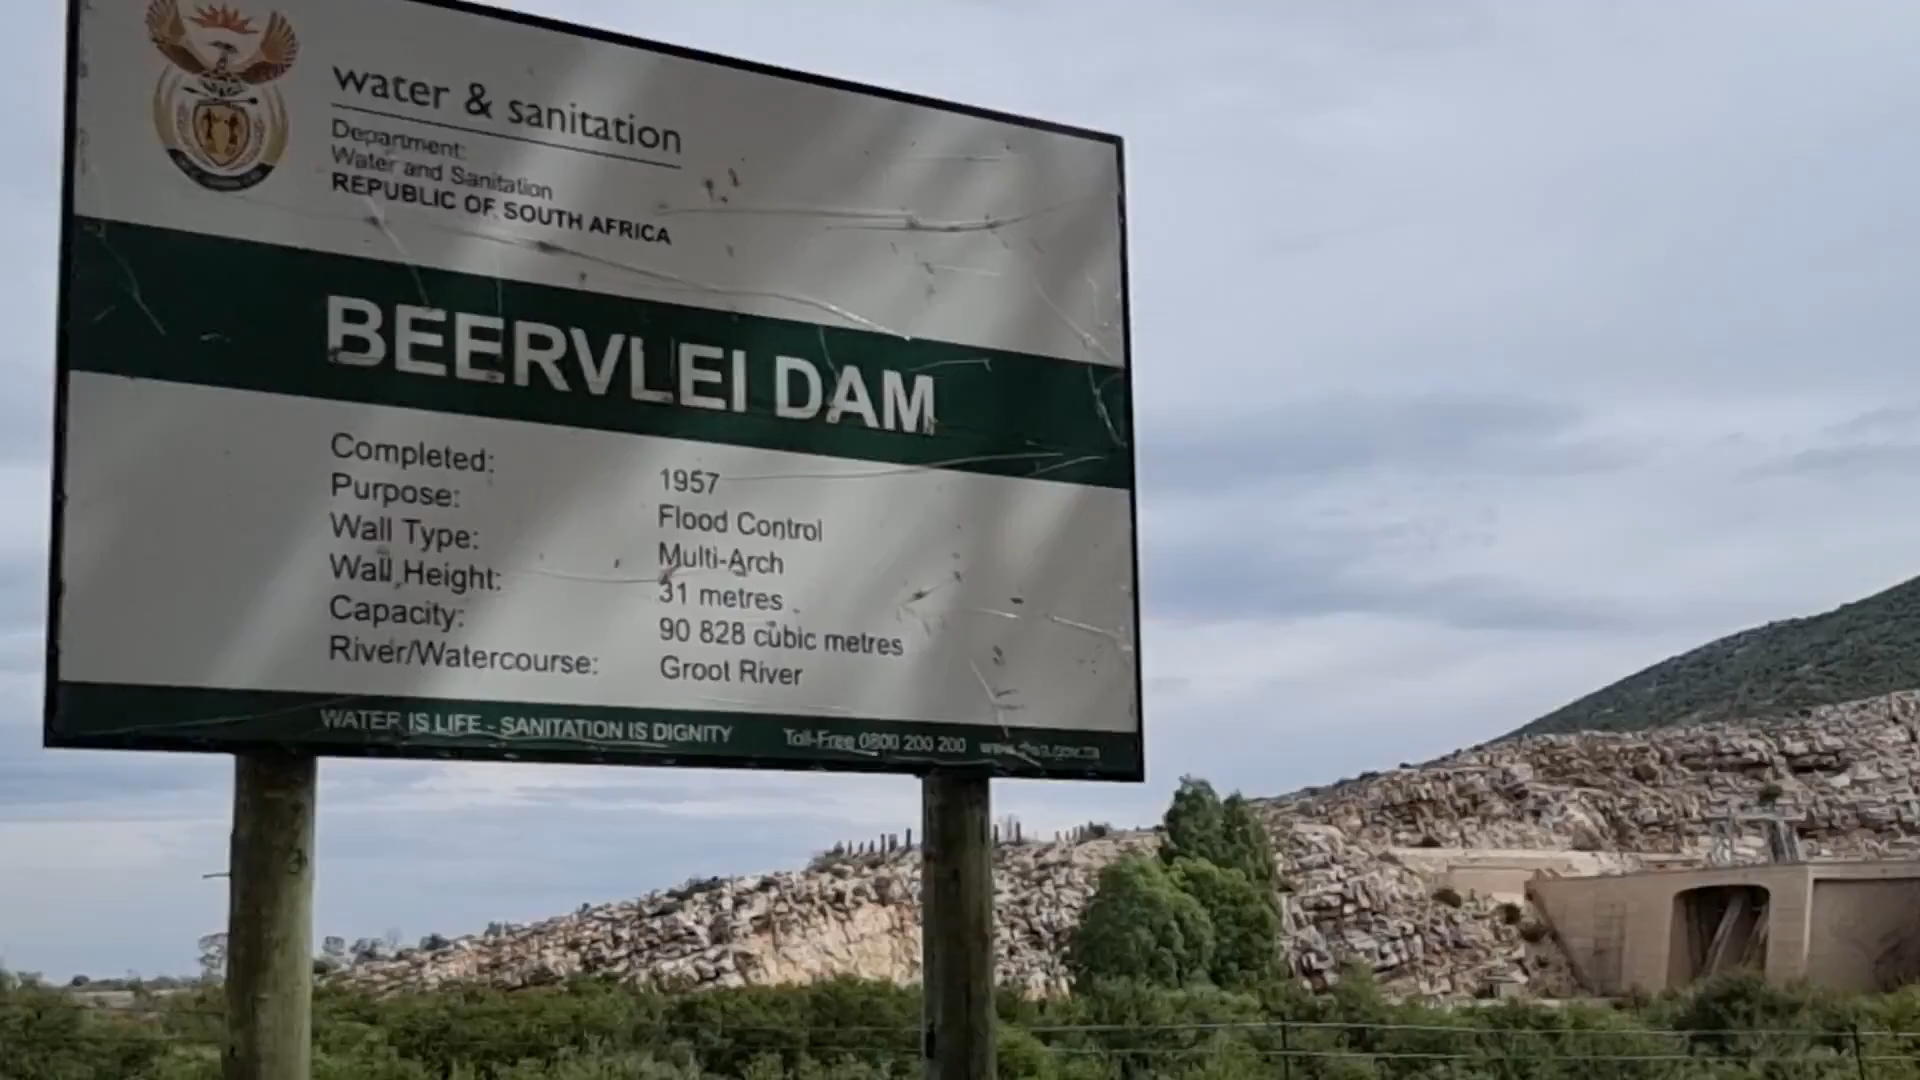 water & sanitation
Department:
Water and Sanitation
REPUBLIC OF SOUTH AFRICA
BEERVLEI DAM
Completed: 1957
Purpose: Flood Control
Wall Type: Multi-Arch
Wall Height: 31 metres
Capacity: 90 828 cubic metres
River/Watercourse: Groot River
WATER IS LIFE - SANITATION IS DIGNITY Toll-Free 0800 200 200